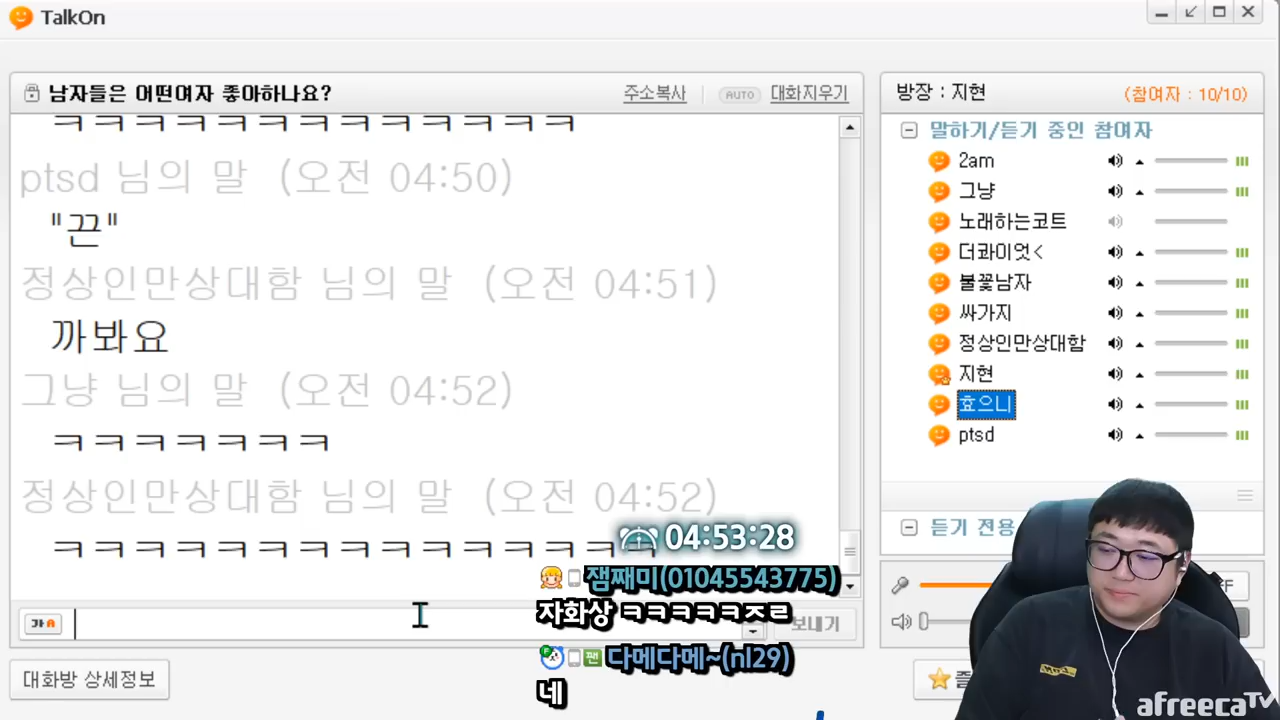 TalkOn
남자들은 어떤여자 좋아하나요?
주소복사
AUTO
대화지우기
ㅋㅋㅋㅋㅋㅋㅋㅋㅋㅋㅋㅋㅋ
ptsd 님의 말 (오전 04:50)
"끈"
정상인만상대함 님의 말 (오전 04:51)
까봐요
그냥 님의 말 (오전 04:52)
ㅋㅋㅋㅋㅋㅋㅋ
정상인만상대함 님의 말 (오전 04:52)
ㅋㅋㅋㅋㅋㅋㅋㅋㅋㅋㅋㅋㅋㅋㅋ
가A
보내기
대화방 상세정보
방장 : 지현
(참여자 : 10/10)
말하기/듣기 중인 참여자
2am
그냥
노래하는코트
더콰이엇<
불꽃남자
싸가지
정상인만상대함
지현
효으니
ptsd
듣기 전용
04:53:28
잼째미(01045543775)
자화상 ㅋㅋㅋㅋㅋㅈㄹ
팬 다메다메~(nl29)
네
afreecaTV